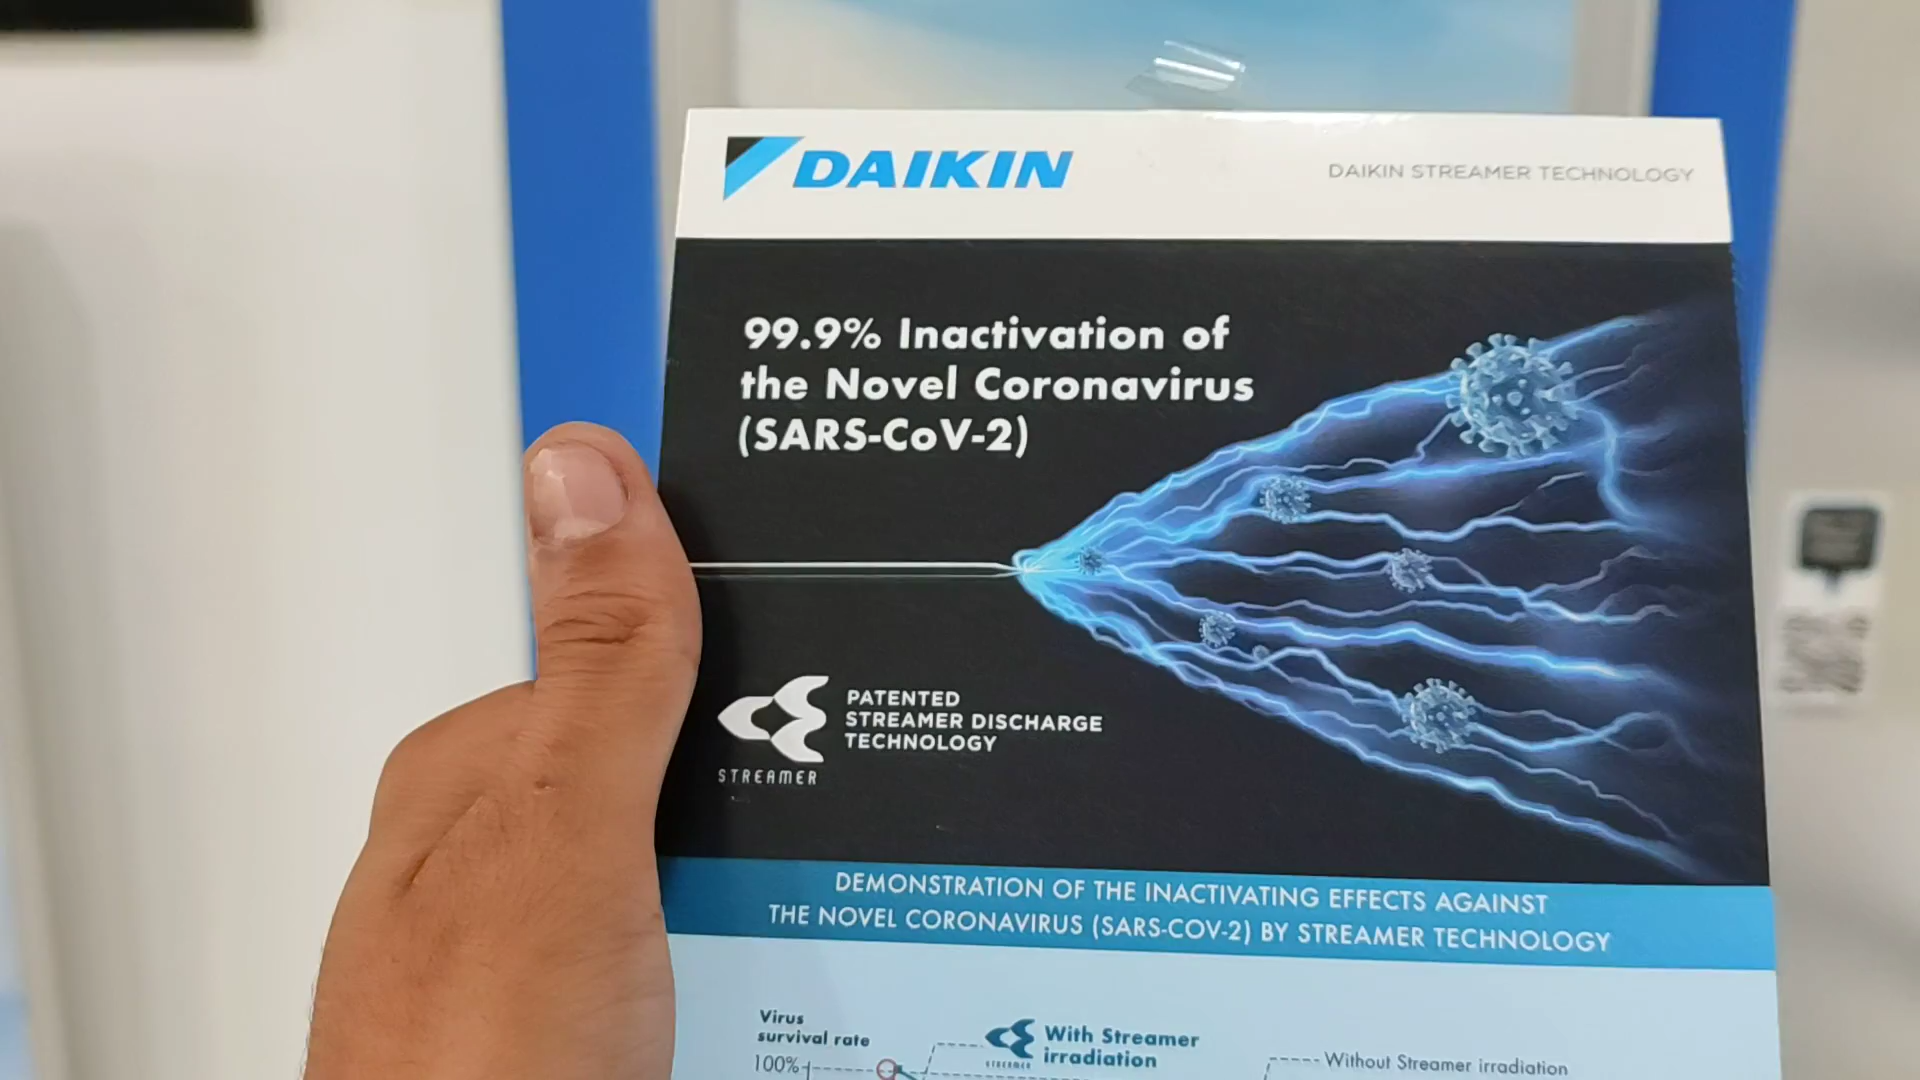 DAIKIN
DAIKIN STREAMER TECHNOLOGY
99.9% Inactivation of
the Novel Coronavirus
(SARS-CoV-2)
PATENTED
STREAMER DISCHARGE
TECHNOLOGY
STREAMER
DEMONSTRATION OF THE INACTIVATING EFFECTS AGAINST
THE NOVEL CORONAVIRUS (SARS-COV-2) BY STREAMER TECHNOLOGY
Virus
survival rate
100%
STREAMER
With Streamer
irradiation
Without Streamer irradiation